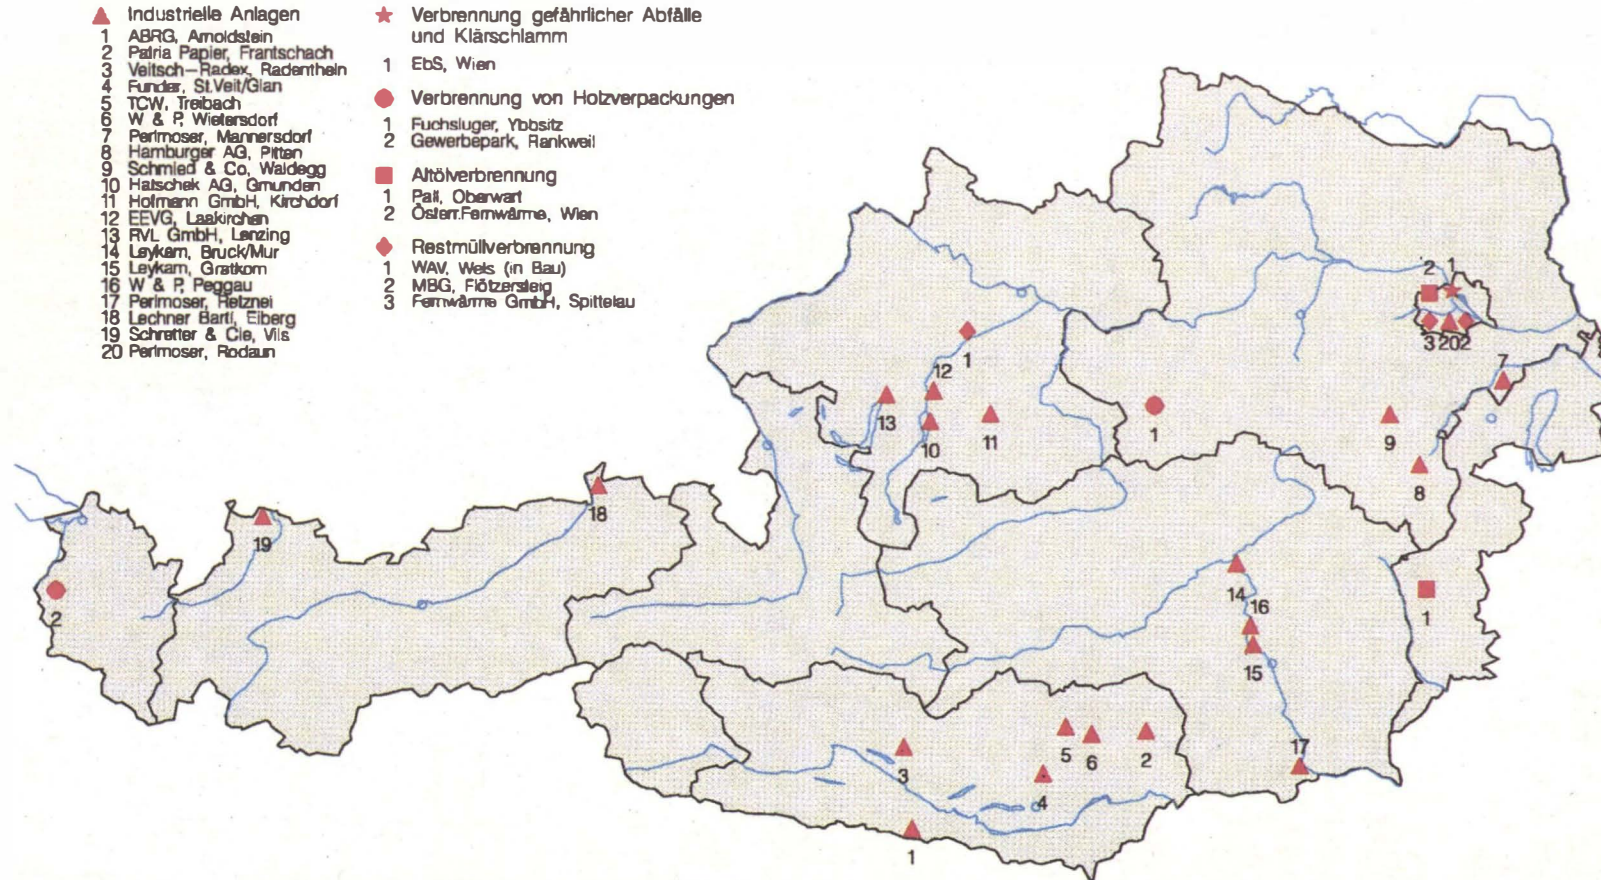 Industrielle Anlagen
1 ABRG, Arnoldstein
2 Patria Papier, Frantschach
3 Veitsch-Radex, Radenthein
4 Funder, St.Veit/Glan
5 TCW, Treibach
6 W & P, Wietersdorf
7 Perlmoser, Mannersdorf
8 Hamburger AG, Pitten
9 Schmied & Co, Waldegg
10 Hatschek AG, Gmunden
11 Hofmann GmbH, Kirchdorf
12 EEVG, Laakirchen
13 RVL GmbH, Lenzing
14 Leykam, Bruck/Mur
15 Leykam, Gratkorn
16 W & P, Peggau
17 Perlmoser, Retznei
18 Lechner Bartl, Eiberg
19 Schretter & Cie, Vils
20 Perlmoser, Rodaun
Verbrennung gefährlicher Abfälle
und Klärschlamm
1 EbS, Wien
Verbrennung von Holzverpackungen
1 Fuchsluger, Ybbsitz
2 Gewerbepark, Rankweil
Altölverbrennung
1 Pall, Oberwart
2 Österr.Fernwärme, Wien
Restmüllverbrennung
1 WAV, Wels (in Bau)
2 MBG, Flötzersteig
3 Fernwärme GmbH, Spittelau
2 1
3 20 2
1
12
7
13
10
11
1
9
8
18
19
2
14
16
1
15
17
5
6
2
3
4
1